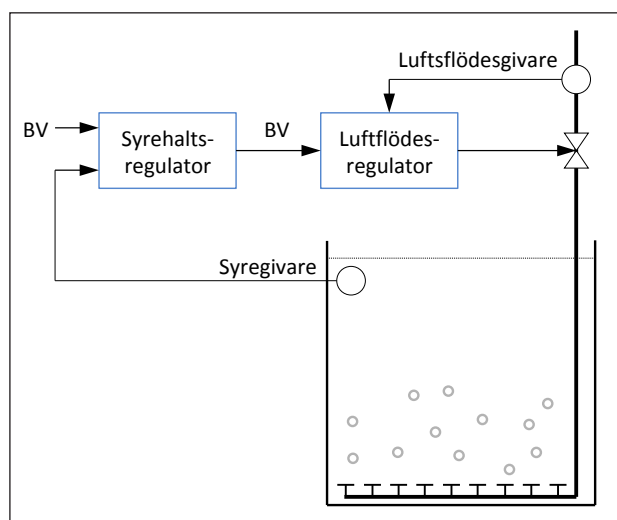 Luftsflödesgivare
BV
Syrehalts-
regulator
BV
Luftflödes-
regulator
Syregivare